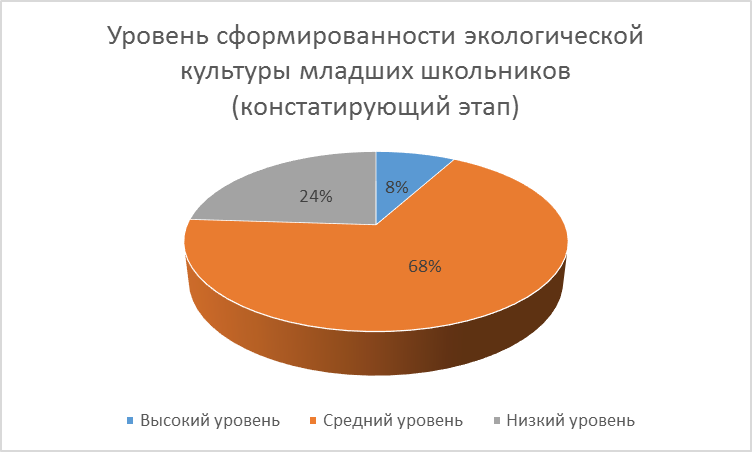 Уровень сформированности экологической
культуры младших школьников
(констатирующий этап)
8%
24%
68%
Высокий уровень Средний уровень Низкий уровень